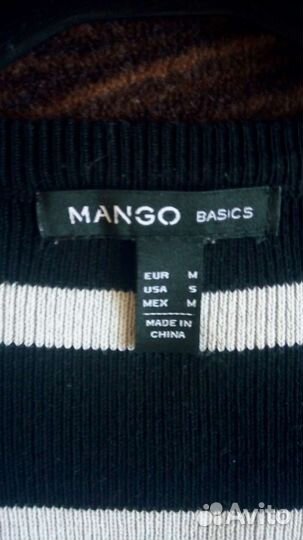 MANGO BASICS
EUR M
USA S
MEX M
MADE IN
CHINA
Avito